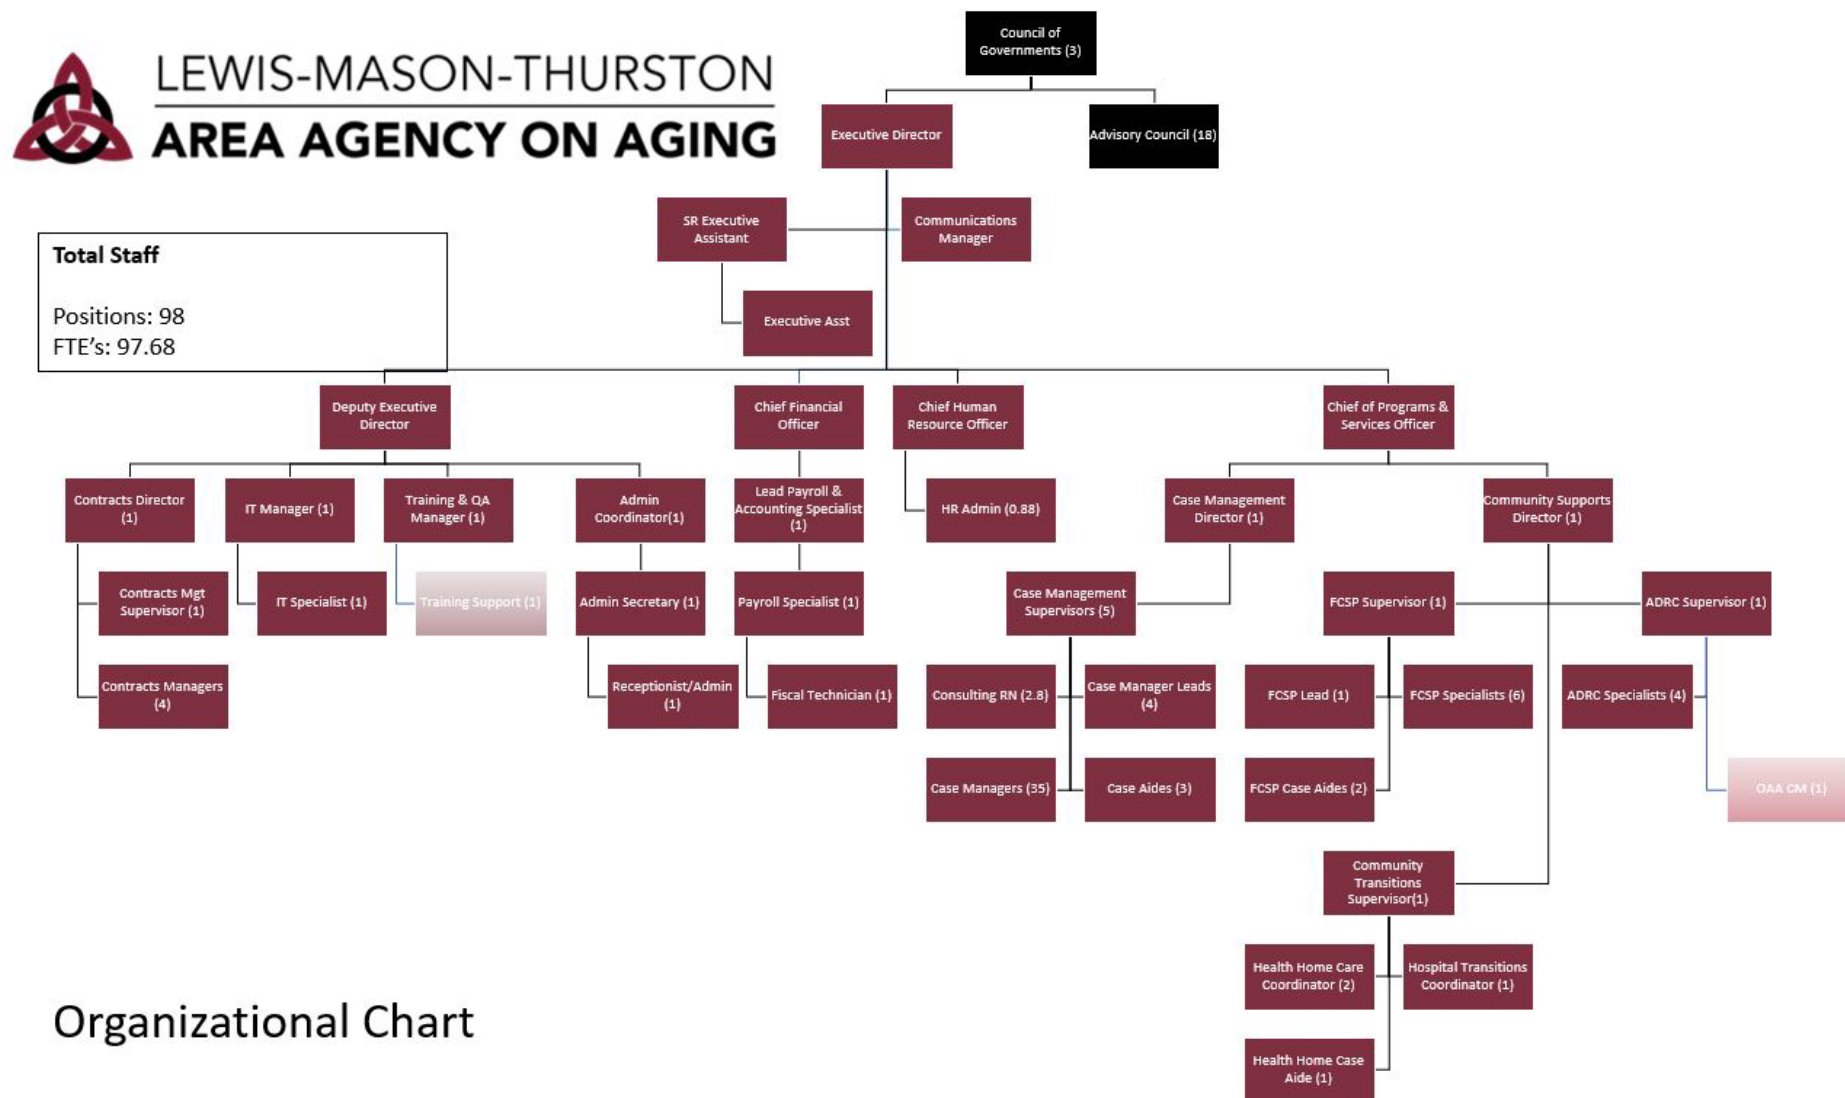 Council of
Governments (3)
LEWIS-MASON-THURSTON
AREA AGENCY ON AGING
Executive Director
Advisory Council (18)
SR Executive
Assistant
Communications
Manager
Total Staff
Positions: 98
FTE's: 97.68
Executive Asst
Deputy Executive
Director
Chief Financial
Officer
Chief Human
Resource Officer
Chief of Programs &
Services Officer
Contracts Director
(1)
IT Manager (1)
Training & QA
Manager (1)
Admin
Coordinator(1)
Lead Payroll &
Accounting Specialist
(1)
HR Admin (0.88)
Case Management
Director (1)
Community Supports
Director (1)
Contracts Mgt
Supervisor (1)
IT Specialist (1)
Training Support (1)
Admin Secretary (1)
Payroll Specialist (1)
Case Management
Supervisors (5)
FCSP Supervisor (1)
ADRC Supervisor (1)
Contracts Managers
(4)
Receptionist/Admin
(1)
Fiscal Technician (1)
Consulting RN (2.8)
Case Manager Leads
(4)
FCSP Lead (1)
FCSP Specialists (6)
ADRC Specialists (4)
Case Managers (35)
Case Aides (3)
FCSP Case Aides (2)
OAA CM (1)
Community
Transitions
Supervisor(1)
Health Home Care
Coordinator (2)
Hospital Transitions
Coordinator (1)
Organizational Chart
Health Home Case
Aide (1)